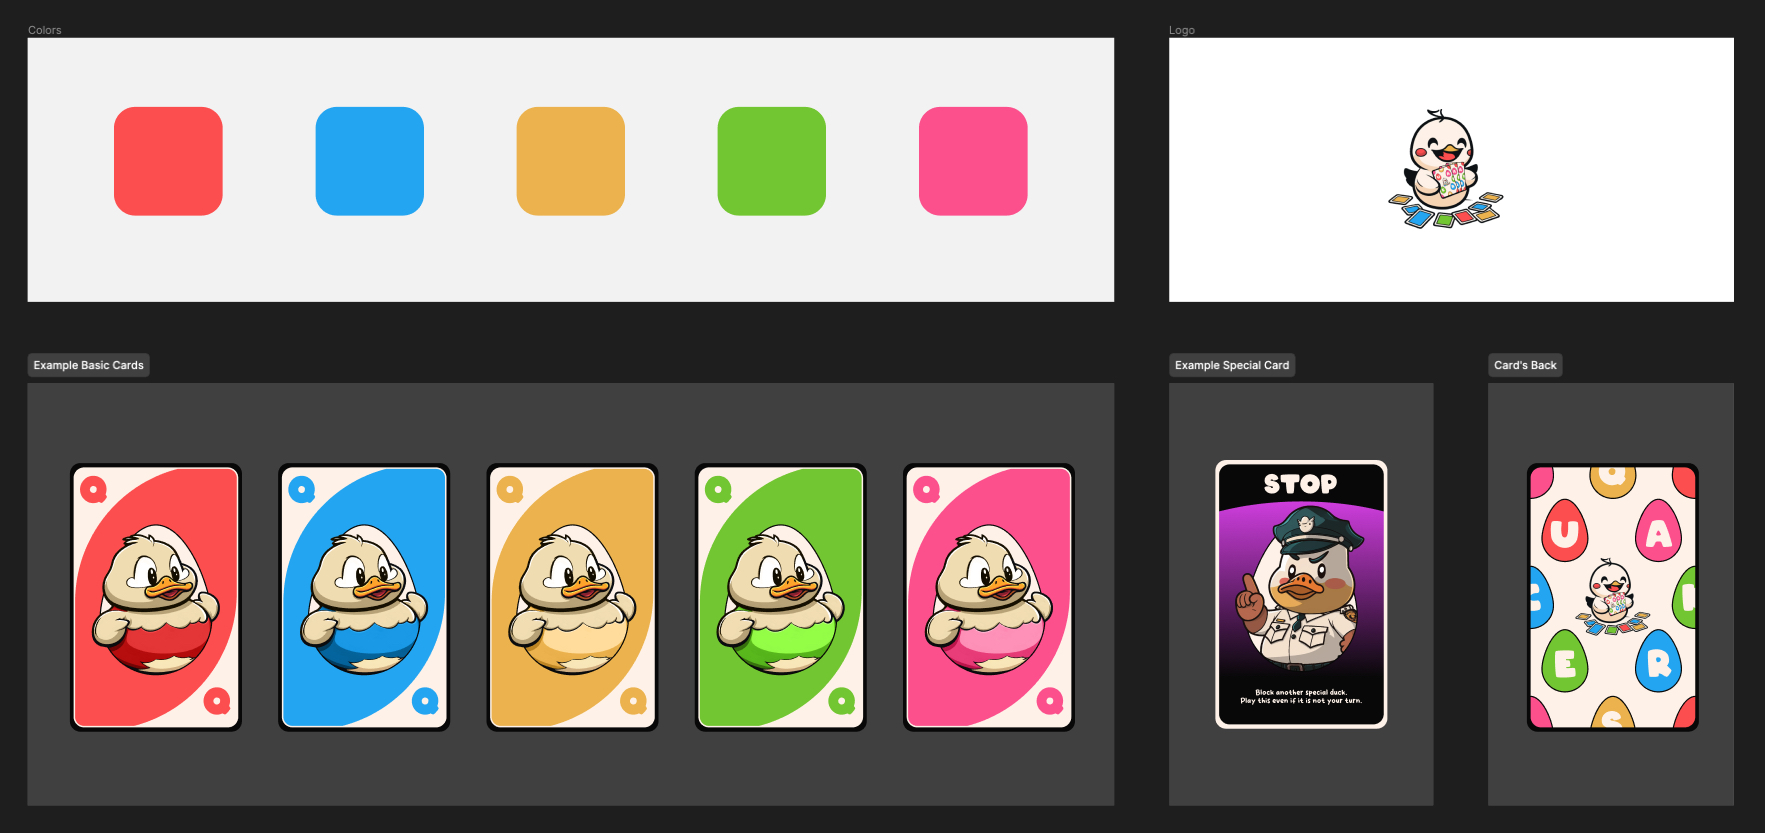 Colors
Logo
Example Basic Cards
Example Special Card
Card's Back
Q
Q
Q
Q
Q
Q
Q
Q
Q
Q
STOP
Block another special duck.
Play this even if it is not your turn.
Q
U
A
E
R
S